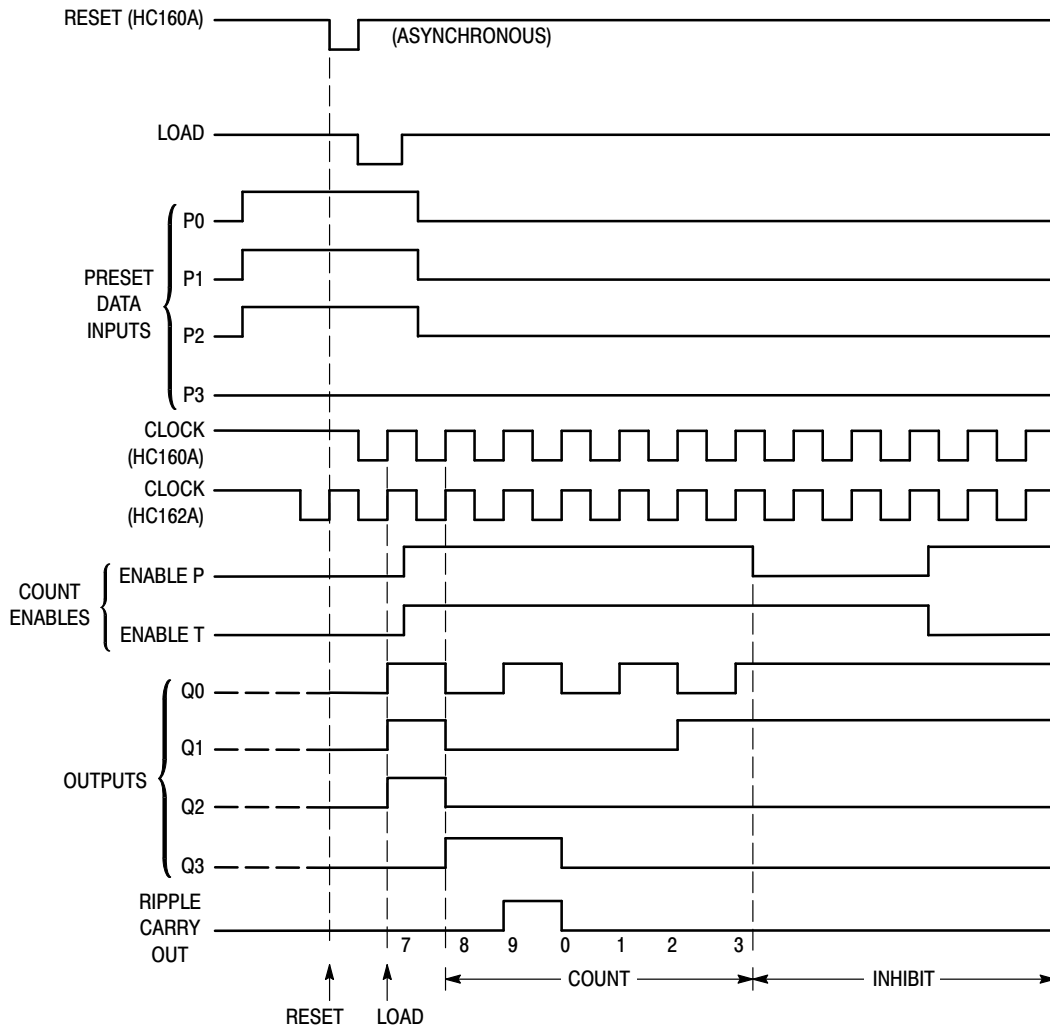 RESET (HC160A)
(ASYNCHRONOUS)
LOAD
P0
P1
PRESET
DATA
INPUTS
P2
P3
CLOCK
(HC160A)
CLOCK
(HC162A)
ENABLE P
COUNT
ENABLES
ENABLE T
Q0
Q1
OUTPUTS
Q2
Q3
RIPPLE
CARRY
OUT
7 8 9 0 1 2 3
COUNT INHIBIT
RESET LOAD